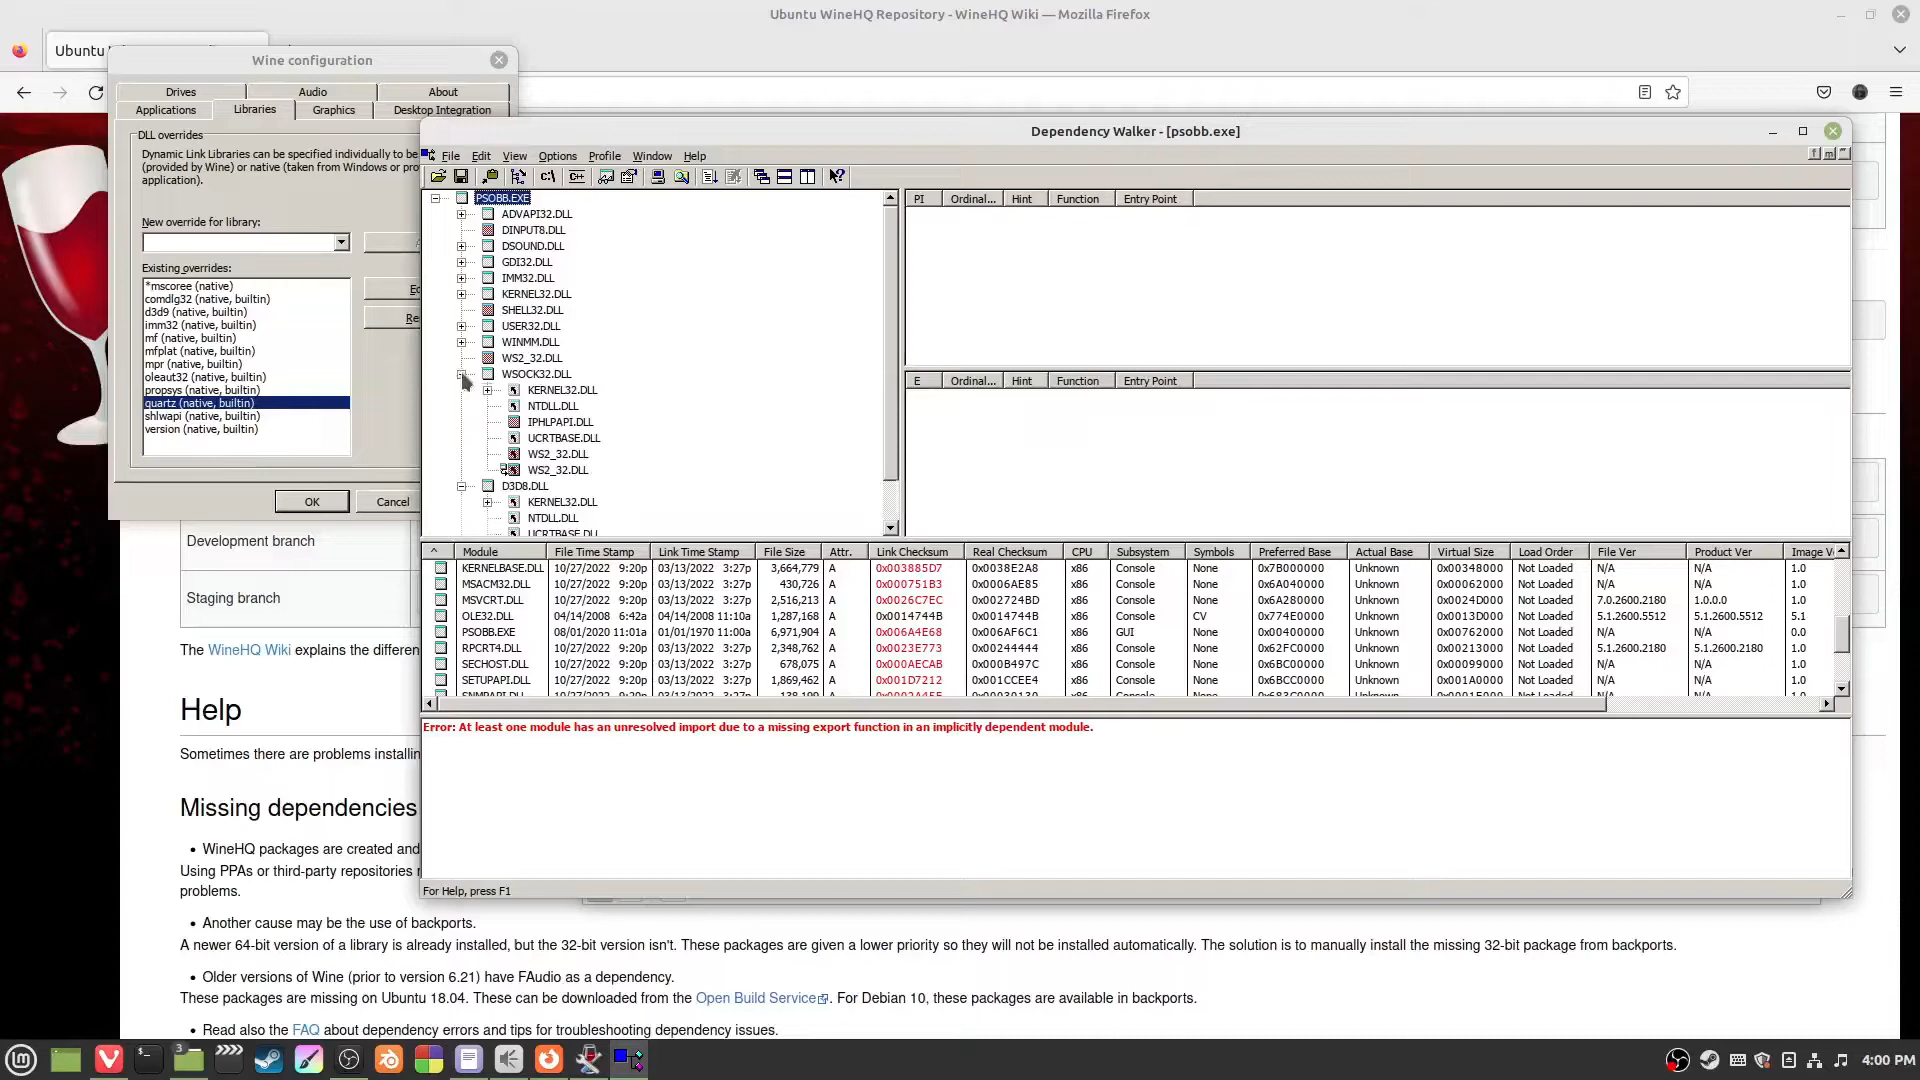 Ubuntu WineHQ Repository - WineHQ Wiki — Mozilla Firefox
Ubuntu
Wine configuration
Drives
Audio
About
Applications
Libraries
Graphics
Desktop Integration
DLL overrides
Dynamic Link Libraries can be specified individually to be
(provided by Wine) or native (taken from Windows or pro
application).
New override for library:
Existing overrides:
*mscoree (native)
comdlg32 (native, builtin)
d3d9 (native, builtin)
imm32 (native, builtin)
mf (native, builtin)
mfplat (native, builtin)
mpr (native, builtin)
oleaut32 (native, builtin)
propsys (native, builtin)
quartz (native, builtin)
shlwapi (native, builtin)
version (native, builtin)
OK
Cancel
Dependency Walker - [psobb.exe]
File Edit View Options Profile Window Help
PSOBB.EXE
ADVAPI32.DLL
DINPUT8.DLL
DSOUND.DLL
GDI32.DLL
IMM32.DLL
KERNEL32.DLL
SHELL32.DLL
USER32.DLL
WINMM.DLL
WS2_32.DLL
WSOCK32.DLL
KERNEL32.DLL
NTDLL.DLL
IPHLPAPI.DLL
UCRTBASE.DLL
WS2_32.DLL
WS2_32.DLL
D3D8.DLL
KERNEL32.DLL
NTDLL.DLL
UCRTBASE.DLL
PI Ordinal... Hint Function Entry Point
E Ordinal... Hint Function Entry Point
^ Module File Time Stamp Link Time Stamp File Size Attr. Link Checksum Real Checksum CPU Subsystem Symbols Preferred Base Actual Base Virtual Size Load Order File Ver Product Ver Image V
KERNELBASE.DLL 10/27/2022 9:20p 03/13/2022 3:27p 3,664,779 A 0x003885D7 0x0038E2A8 x86 Console None 0x7B000000 Unknown 0x00348000 Not Loaded N/A N/A 1.0
MSACM32.DLL 10/27/2022 9:20p 03/13/2022 3:27p 430,726 A 0x000751B3 0x0006AE85 x86 Console None 0x6A040000 Unknown 0x00062000 Not Loaded N/A N/A 1.0
MSVCRT.DLL 10/27/2022 9:20p 03/13/2022 3:27p 2,516,213 A 0x0026C7EC 0x002724BD x86 Console None 0x6A280000 Unknown 0x0024D000 Not Loaded 7.0.2600.2180 1.0.0.0 1.0
OLE32.DLL 04/14/2008 6:42a 04/14/2008 11:10a 1,287,168 A 0x0014744B 0x0014744B x86 Console CV 0x774E0000 Unknown 0x0013D000 Not Loaded 5.1.2600.5512 5.1.2600.5512 5.1
PSOBB.EXE 08/01/2020 11:01a 01/01/1970 11:00a 6,971,904 A 0x006A4E68 0x006AF6C1 x86 GUI None 0x00400000 Unknown 0x00762000 Not Loaded N/A N/A 0.0
RPCRT4.DLL 10/27/2022 9:20p 03/13/2022 3:27p 2,348,762 A 0x0023E773 0x00244444 x86 Console None 0x62FC0000 Unknown 0x00213000 Not Loaded 5.1.2600.2180 5.1.2600.2180 1.0
SECHOST.DLL 10/27/2022 9:20p 03/13/2022 3:27p 678,075 A 0x000AECAB 0x000B497C x86 Console None 0x6BC00000 Unknown 0x00099000 Not Loaded N/A N/A 1.0
SETUPAPI.DLL 10/27/2022 9:20p 03/13/2022 3:27p 1,869,462 A 0x001D7212 0x001CCEE4 x86 Console None 0x6BCC0000 Unknown 0x001A0000 Not Loaded N/A N/A 1.0
Error: At least one module has an unresolved import due to a missing export function in an implicitly dependent module.
For Help, press F1
Development branch
Staging branch
The WineHQ Wiki explains the differen
Help
Sometimes there are problems installin
Missing dependencies
• WineHQ packages are created and
Using PPAs or third-party repositories
problems.
• Another cause may be the use of backports.
A newer 64-bit version of a library is already installed, but the 32-bit version isn't. These packages are given a lower priority so they will not be installed automatically. The solution is to manually install the missing 32-bit package from backports.
• Older versions of Wine (prior to version 6.21) have FAudio as a dependency.
These packages are missing on Ubuntu 18.04. These can be downloaded from the Open Build Service. For Debian 10, these packages are available in backports.
• Read also the FAQ about dependency errors and tips for troubleshooting dependency issues.
3
4:00 PM